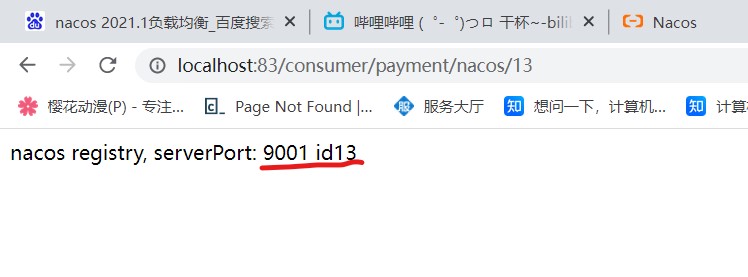 nacos 2021.1负载均衡_百度搜索
哔哩哔哩 ( ゜- ゜)つロ 干杯~-bili
Nacos
localhost:83/consumer/payment/nacos/13
樱花动漫(P) - 专注...
Page Not Found |...
服务大厅
想问一下，计算机...
计算
nacos registry, serverPort: 9001 id13